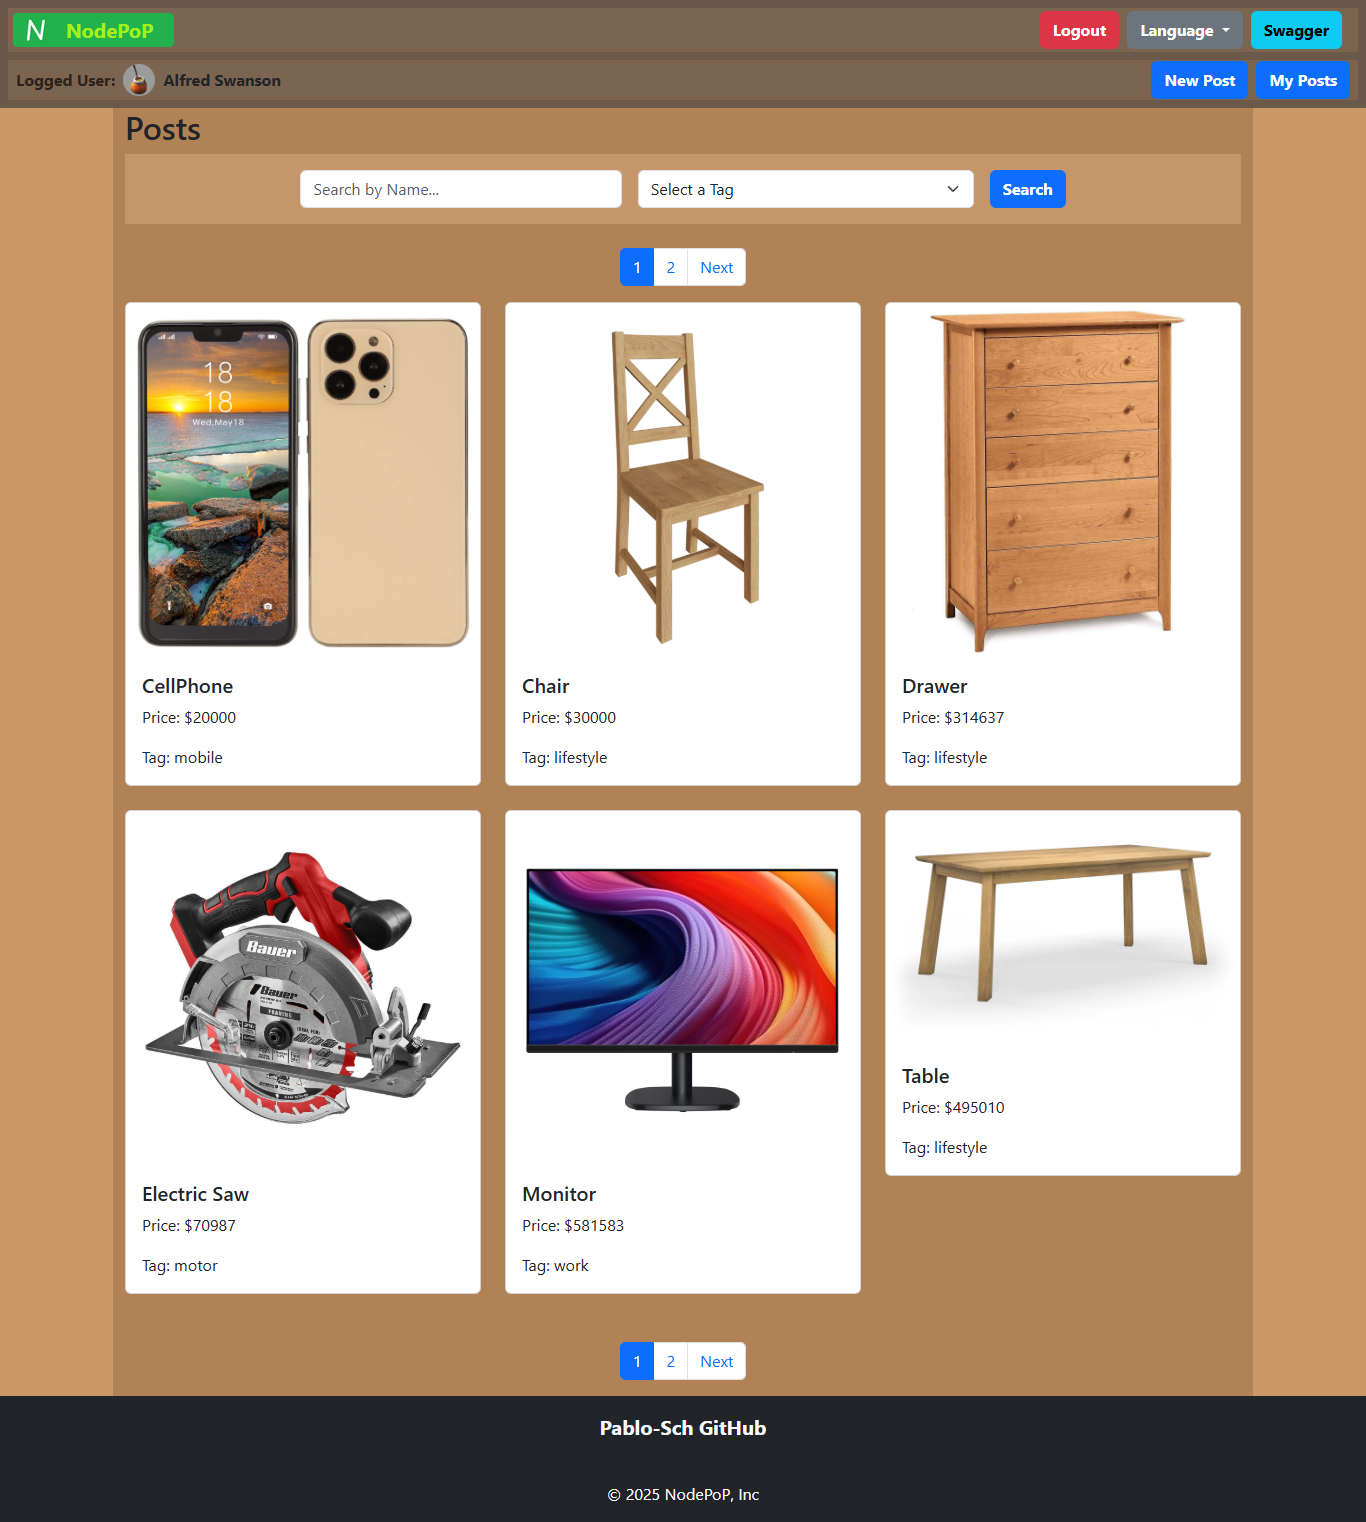 N NodePoP
Logout
Language
Swagger
Logged User: Alfred Swanson
New Post
My Posts
Posts
Search by Name...
Select a Tag
Search
1 2 Next
18
18
Wed,May18
CellPhone
Price: $20000
Tag: mobile
Chair
Price: $30000
Tag: lifestyle
Drawer
Price: $314637
Tag: lifestyle
Bauer
Bauer
FRAMING
Electric Saw
Price: $70987
Tag: motor
Monitor
Price: $581583
Tag: work
Table
Price: $495010
Tag: lifestyle
1 2 Next
Pablo-Sch GitHub
© 2025 NodePoP, Inc